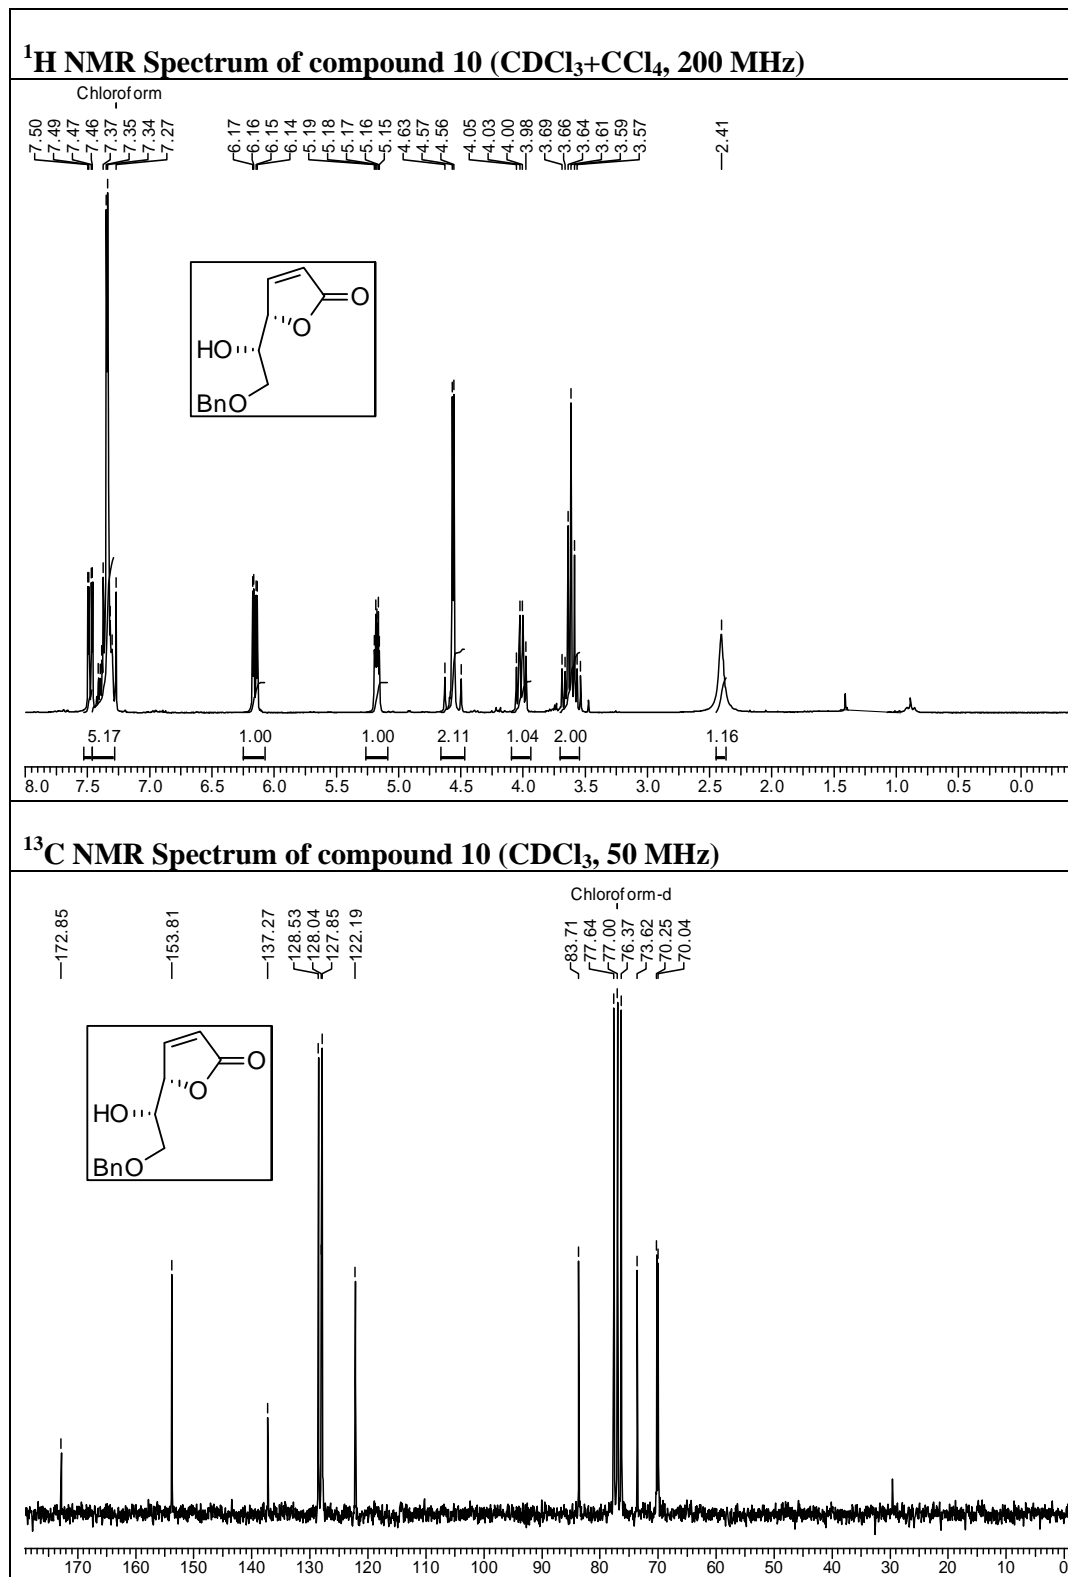 ¹H NMR Spectrum of compound 10 (CDCl₃+CCl₄, 200 MHz)
Chloroform
7.50 7.49 7.47 7.46 7.37 7.35 7.34 7.27 6.17 6.16 6.15 6.14 5.19 5.18 5.17 5.16 5.15 4.63 4.57 4.56 4.05 4.03 4.00 3.98 3.69 3.66 3.64 3.61 3.59 3.57 2.41
O
O
HO
BnO
5.17 1.00 1.00 2.11 1.04 2.00 1.16
8.0 7.5 7.0 6.5 6.0 5.5 5.0 4.5 4.0 3.5 3.0 2.5 2.0 1.5 1.0 0.5 0.0
¹³C NMR Spectrum of compound 10 (CDCl₃, 50 MHz)
Chloroform-d
172.85 153.81 137.27 128.53 128.04 127.85 122.19 83.71 77.64 77.00 76.37 73.62 70.25 70.04
O
O
HO
BnO
170 160 150 140 130 120 110 100 90 80 70 60 50 40 30 20 10 0